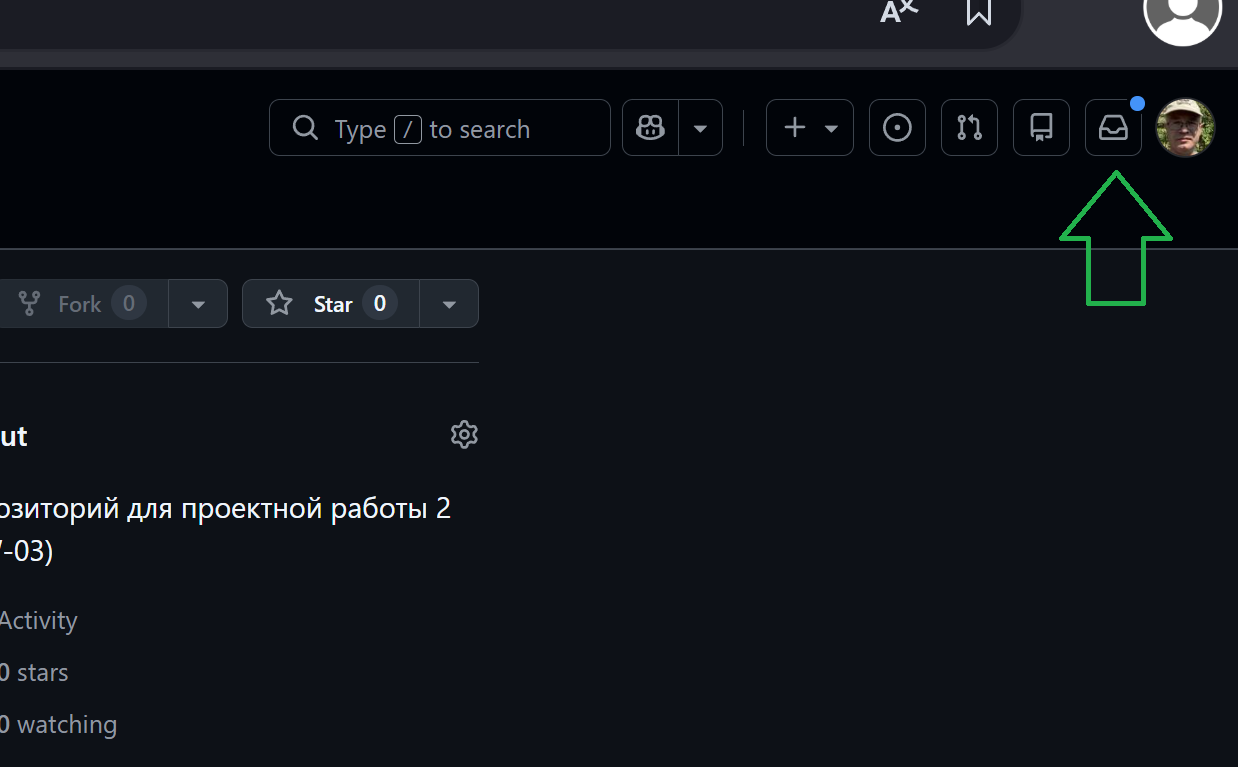 Type / to search
Fork 0
Star 0
ut
озиторий для проектной работы 2
-03)
Activity
0 stars
0 watching